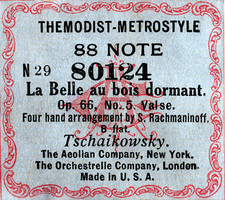 THEMODIST-METROSTYLE
88 NOTE
N 29 80124
La Belle au bois dormant.
Op. 66, No. 5. Valse.
Four hand arrangement by S. Rachmaninoff.
B flat.
Tschaikowsky.
The Aeolian Company, New York.
The Orchestrelle Company, London.
Made in U. S. A.